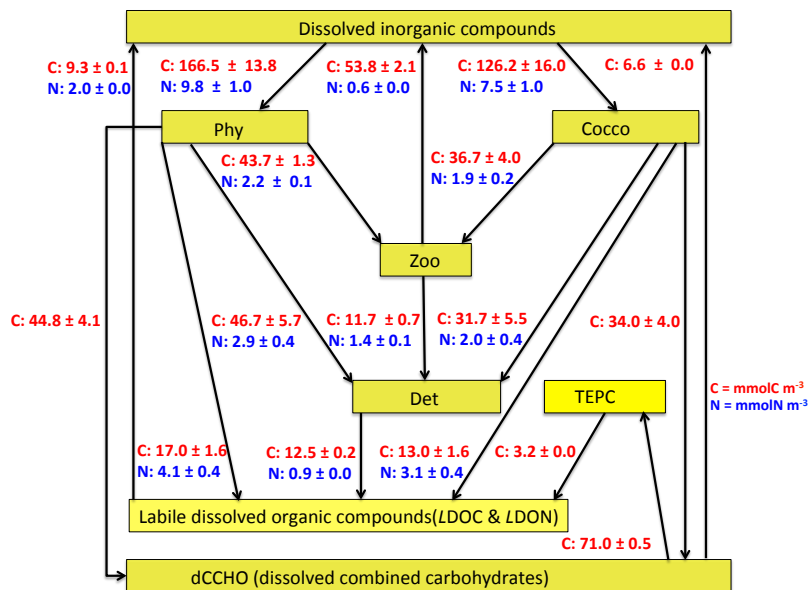 Dissolved inorganic compounds
C: 9.3 ± 0.1
N: 2.0 ± 0.0
C: 166.5 ± 13.8
N: 9.8 ± 1.0
C: 53.8 ± 2.1
N: 0.6 ± 0.0
C: 126.2 ± 16.0
N: 7.5 ± 1.0
C: 6.6 ± 0.0
Phy
Cocco
C: 43.7 ± 1.3
N: 2.2 ± 0.1
C: 36.7 ± 4.0
N: 1.9 ± 0.2
Zoo
C: 44.8 ± 4.1
C: 46.7 ± 5.7
N: 2.9 ± 0.4
C: 11.7 ± 0.7
N: 1.4 ± 0.1
C: 31.7 ± 5.5
N: 2.0 ± 0.4
C: 34.0 ± 4.0
Det
TEPC
C = mmolC m⁻³
N = mmolN m⁻³
C: 17.0 ± 1.6
N: 4.1 ± 0.4
C: 12.5 ± 0.2
N: 0.9 ± 0.0
C: 13.0 ± 1.6
N: 3.1 ± 0.4
C: 3.2 ± 0.0
Labile dissolved organic compounds(LDOC & LDON)
C: 71.0 ± 0.5
dCCHO (dissolved combined carbohydrates)